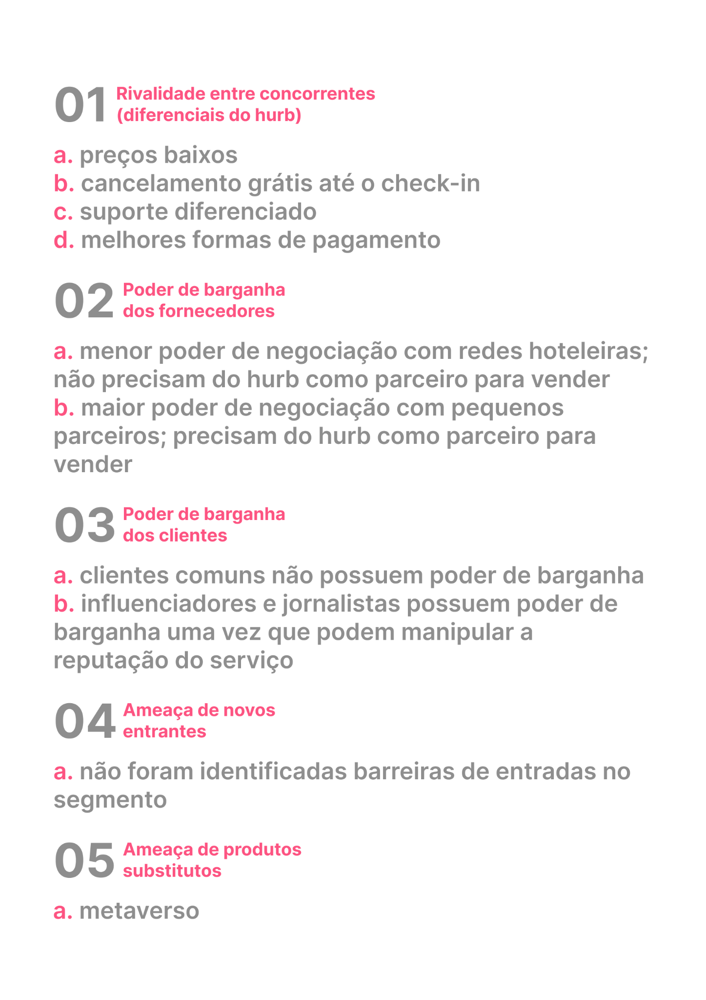 01 Rivalidade entre concorrentes
(diferenciais do hurb)
a. preços baixos
b. cancelamento grátis até o check-in
c. suporte diferenciado
d. melhores formas de pagamento
02 Poder de barganha
dos fornecedores
a. menor poder de negociação com redes hoteleiras;
não precisam do hurb como parceiro para vender
b. maior poder de negociação com pequenos
parceiros; precisam do hurb como parceiro para
vender
03 Poder de barganha
dos clientes
a. clientes comuns não possuem poder de barganha
b. influenciadores e jornalistas possuem poder de
barganha uma vez que podem manipular a
reputação do serviço
04 Ameaça de novos
entrantes
a. não foram identificadas barreiras de entradas no
segmento
05 Ameaça de produtos
substitutos
a. metaverso